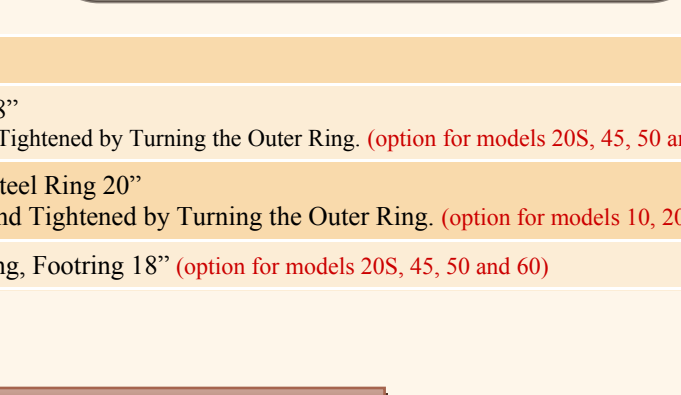 8”
Tightened by Turning the Outer Ring. (option for models 20S, 45, 50
teel Ring 20”
nd Tightened by Turning the Outer Ring. (option for models 10, 20
ng, Footring 18” (option for models 20S, 45, 50 and 60)